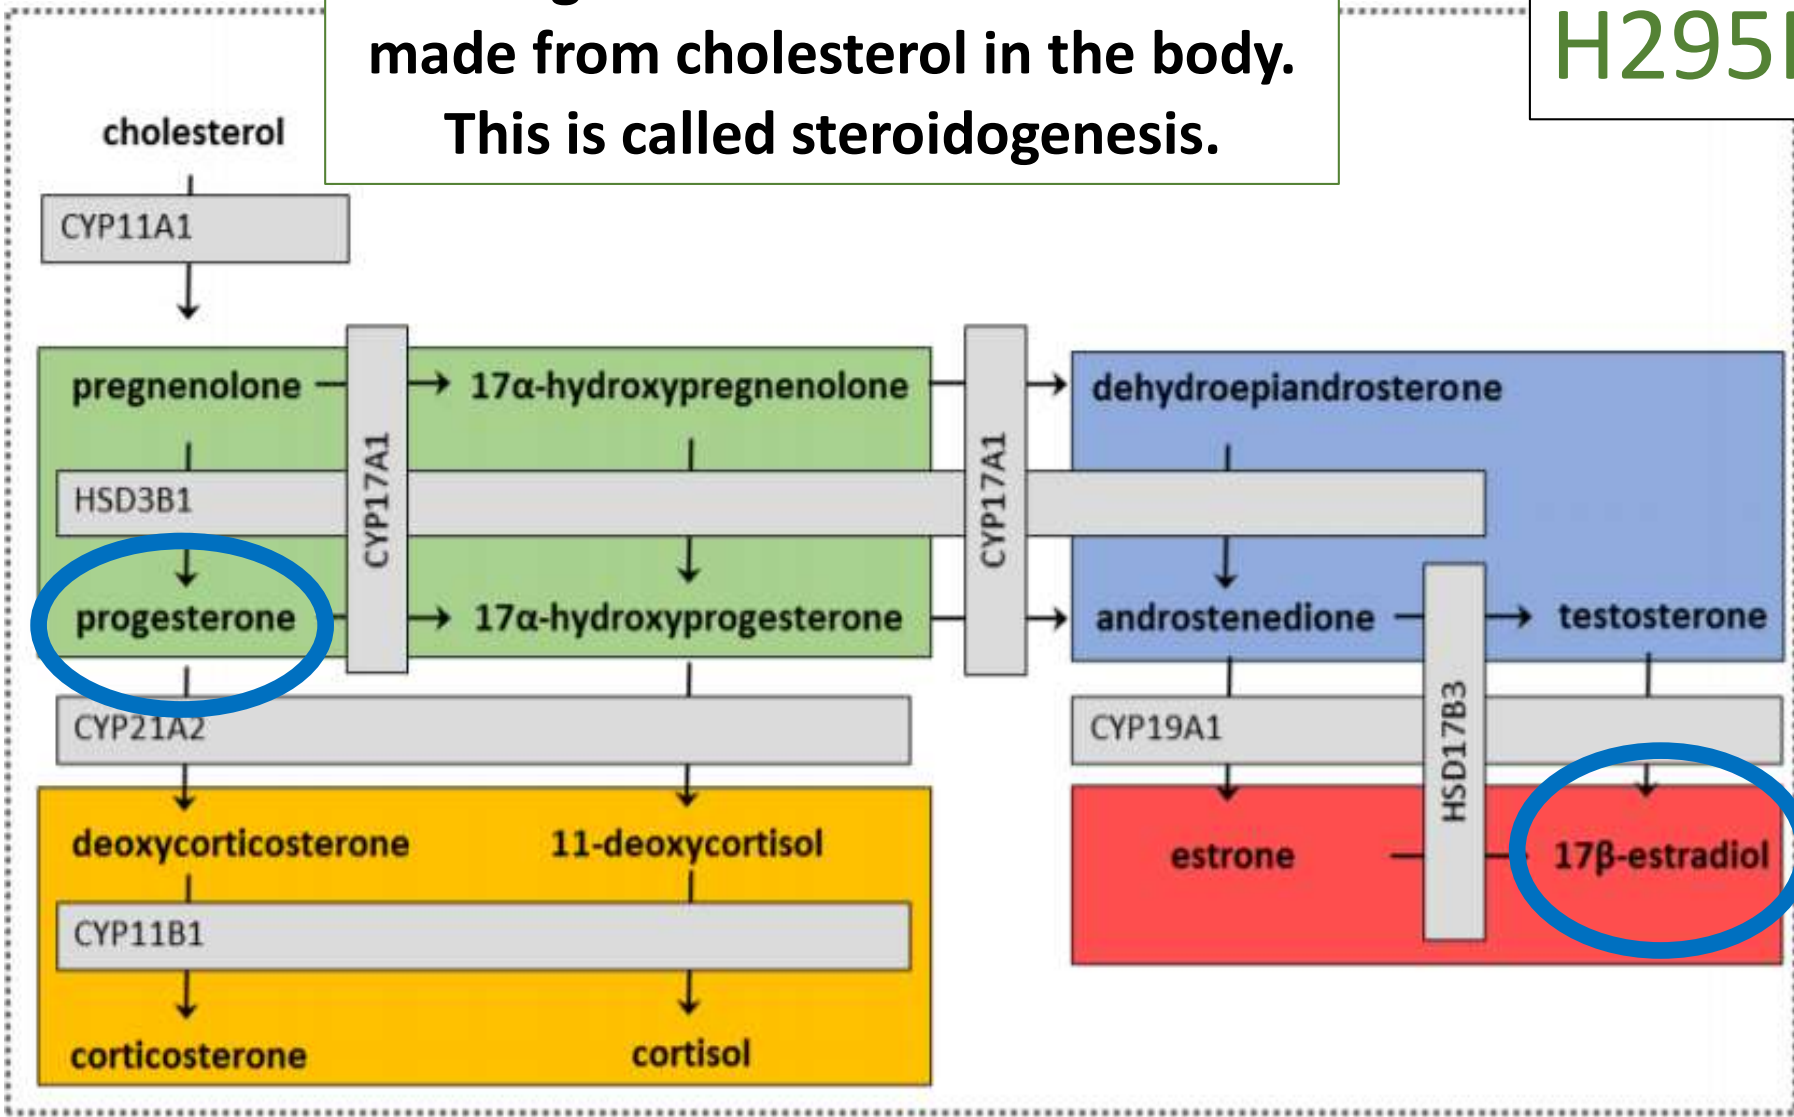 made from cholesterol in the body.
This is called steroidogenesis.
H295
cholesterol
CYP11A1
pregnenolone
17α-hydroxypregnenolone
dehydroepiandrosterone
CYP17A1
CYP17A1
HSD3B1
progesterone
17α-hydroxyprogesterone
androstenedione
testosterone
CYP21A2
CYP19A1
HSD17B3
deoxycorticosterone
11-deoxycortisol
estrone
17β-estradiol
CYP11B1
corticosterone
cortisol